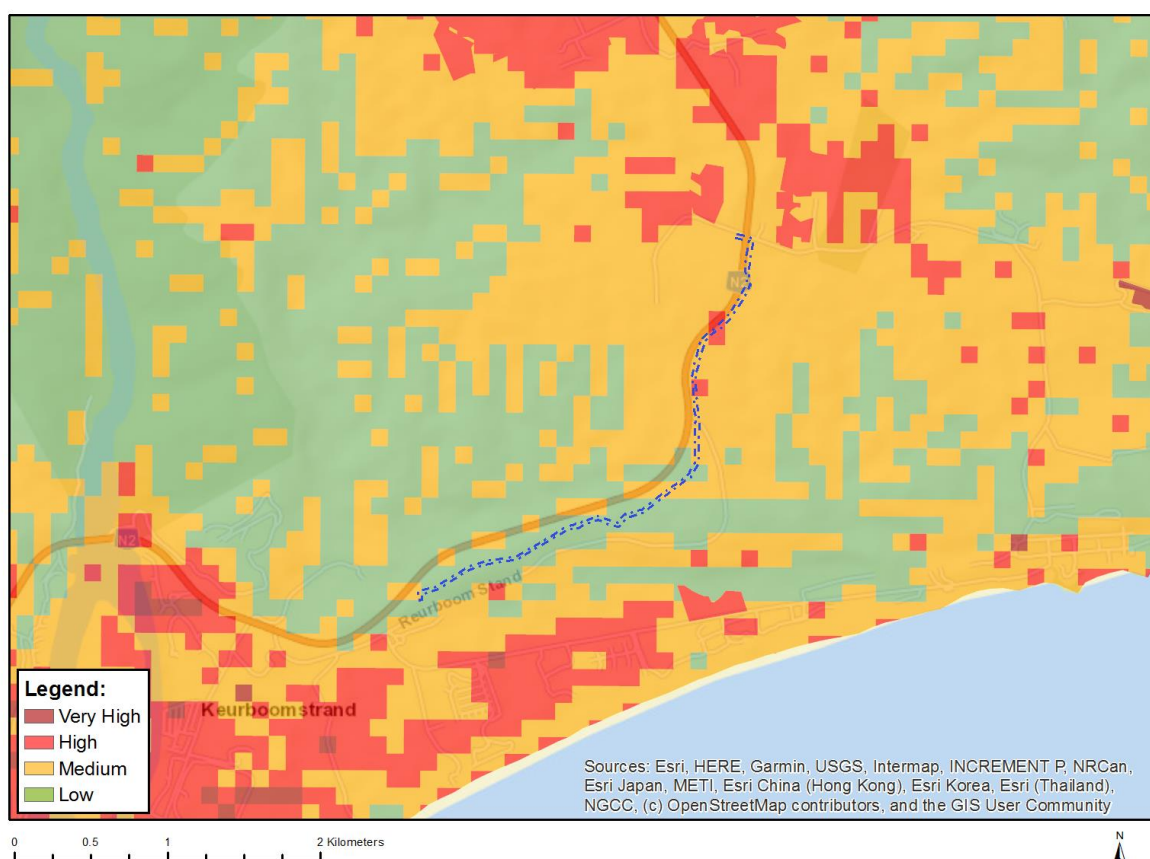 N2
N2
Keurboom Strand
Keurboomstrand
Legend:
Very High
High
Medium
Low
Sources: Esri, HERE, Garmin, USGS, Intermap, INCREMENT P, NRCan,
Esri Japan, METI, Esri China (Hong Kong), Esri Korea, Esri (Thailand),
NGCC, (c) OpenStreetMap contributors, and the GIS User Community
0 0.5 1 2 Kilometers
N